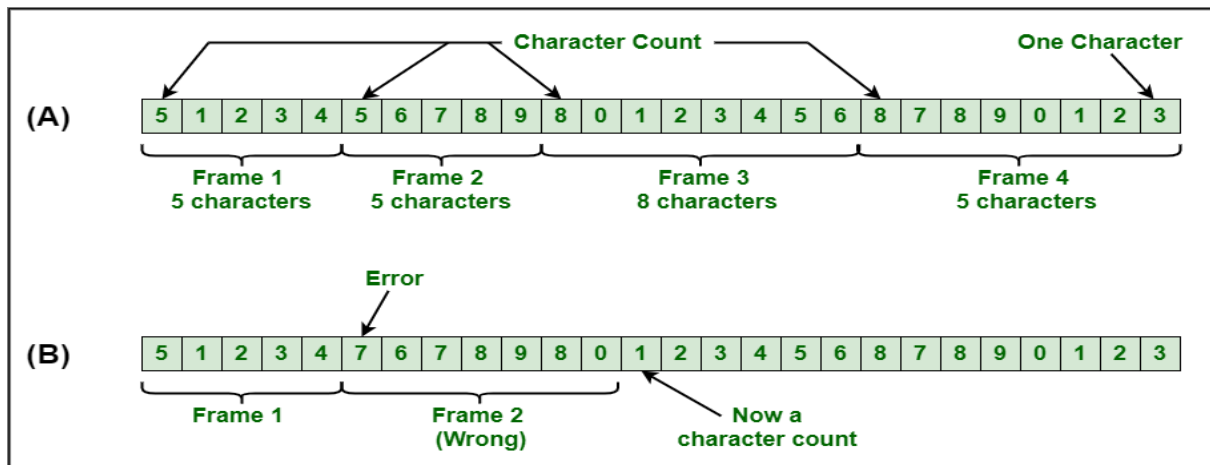 Character Count One Character
(A) 5 1 2 3 4 5 6 7 8 9 8 0 1 2 3 4 5 6 8 7 8 9 0 1 2 3
Frame 1 Frame 2 Frame 3 Frame 4
5 characters 5 characters 8 characters 5 characters
Error
(B) 5 1 2 3 4 7 6 7 8 9 8 0 1 2 3 4 5 6 8 7 8 9 0 1 2 3
Frame 1 Frame 2 Now a
(Wrong) character count